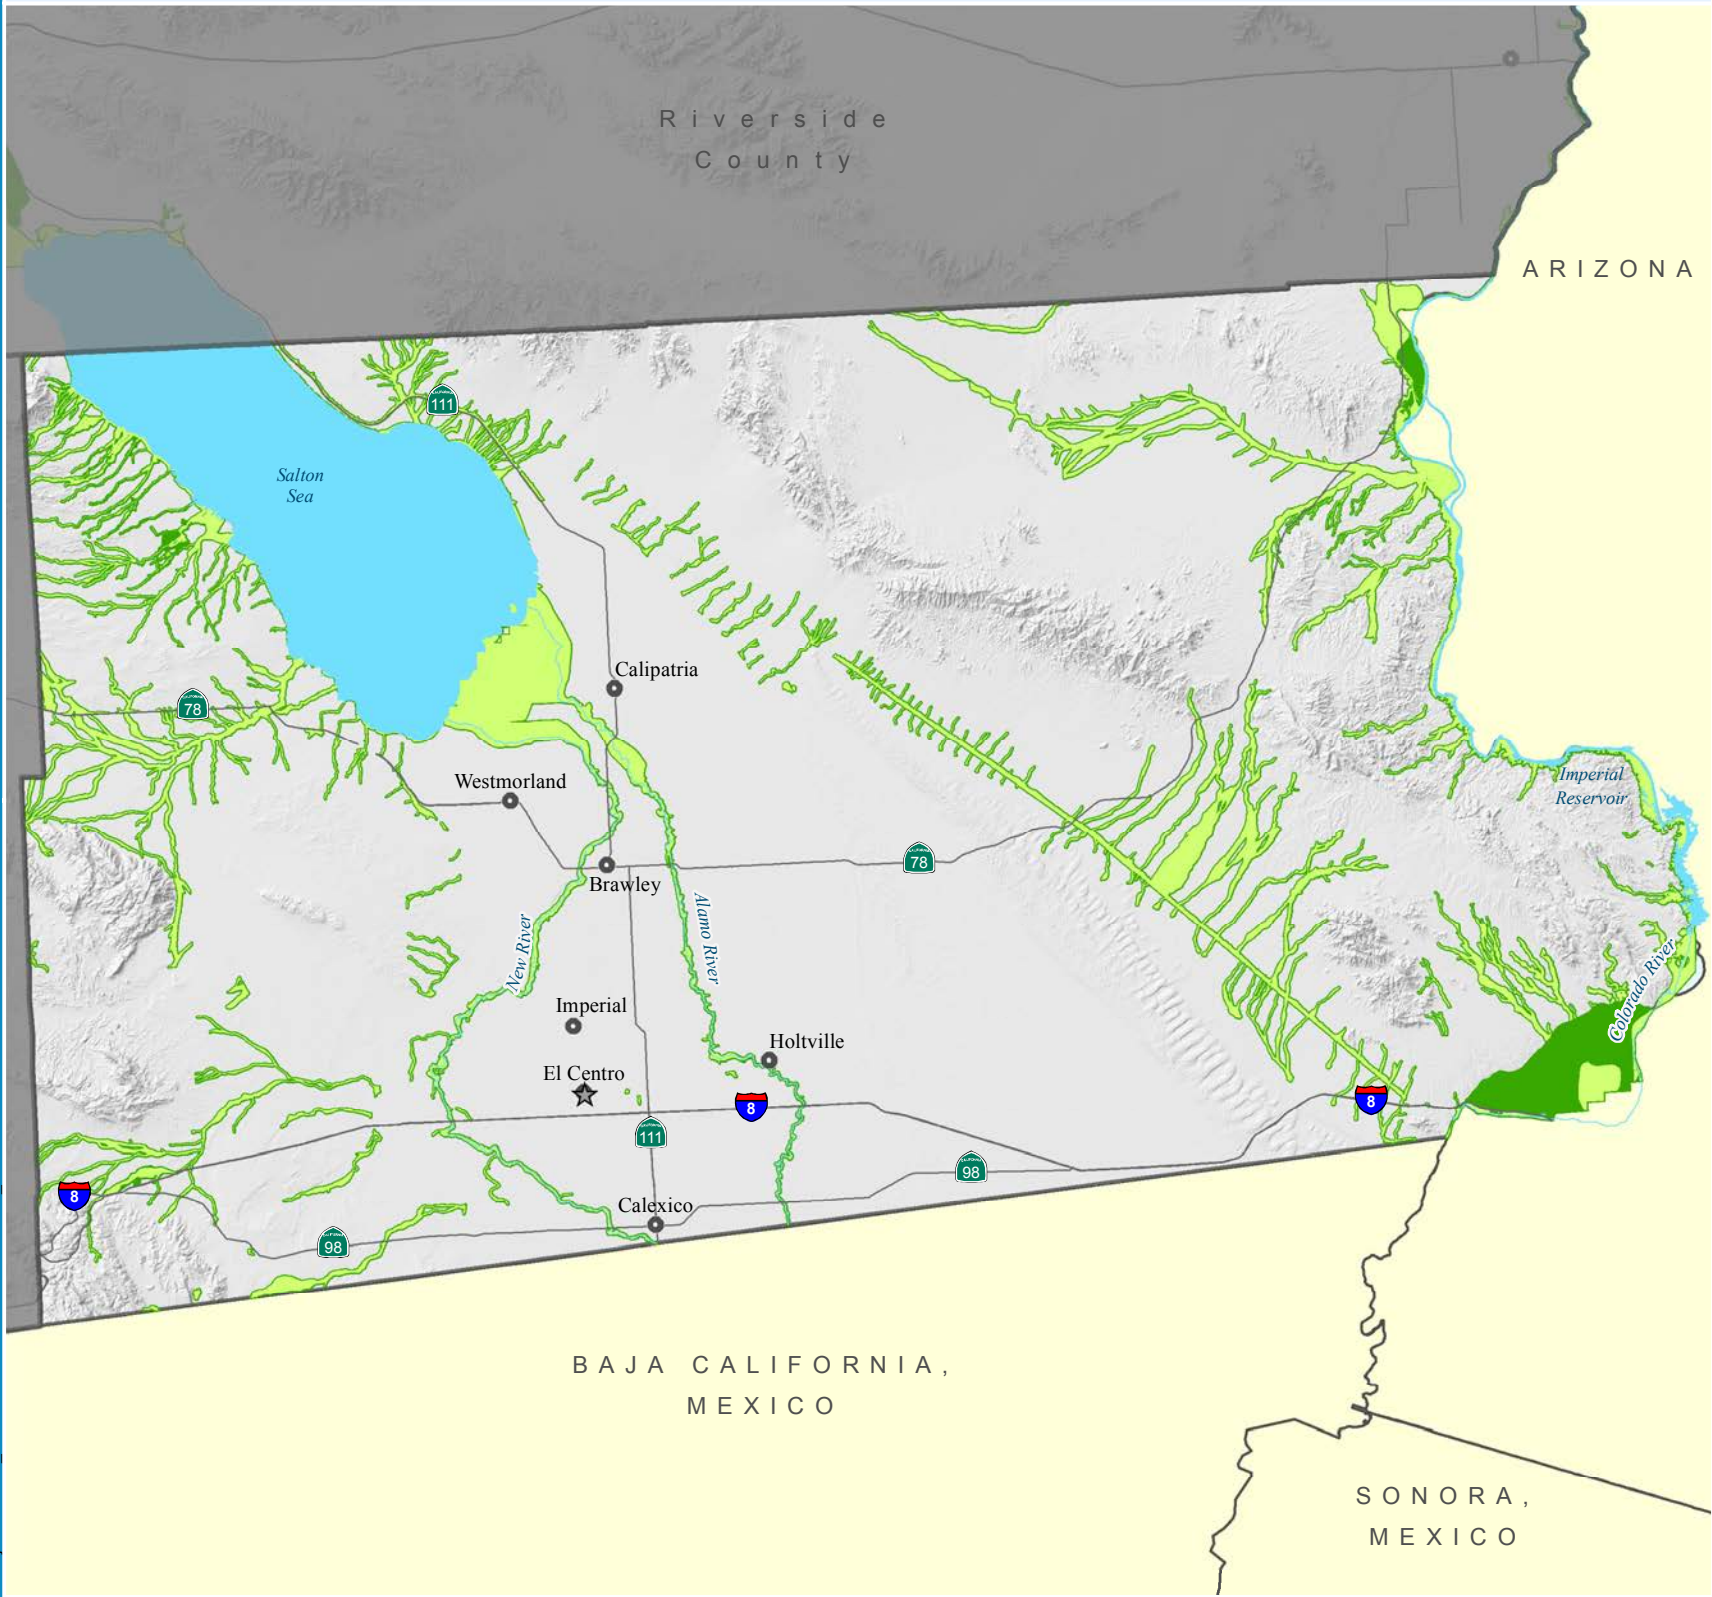 Riverside
County
ARIZONA
111
Salton
Sea
Calipatria
78
Westmorland
Imperial
Reservoir
78
Brawley
New River
Alamo River
Colorado River
Imperial
Holtville
El Centro
8
8
111
98
8
Calexico
98
BAJA CALIFORNIA,
MEXICO
SONORA,
MEXICO